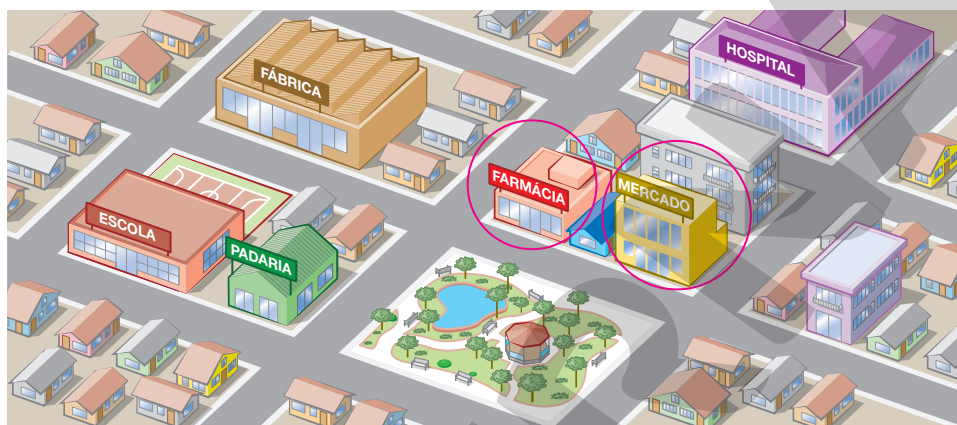 HOSPITAL
FÁBRICA
FARMÁCIA
MERCADO
ESCOLA
PADARIA